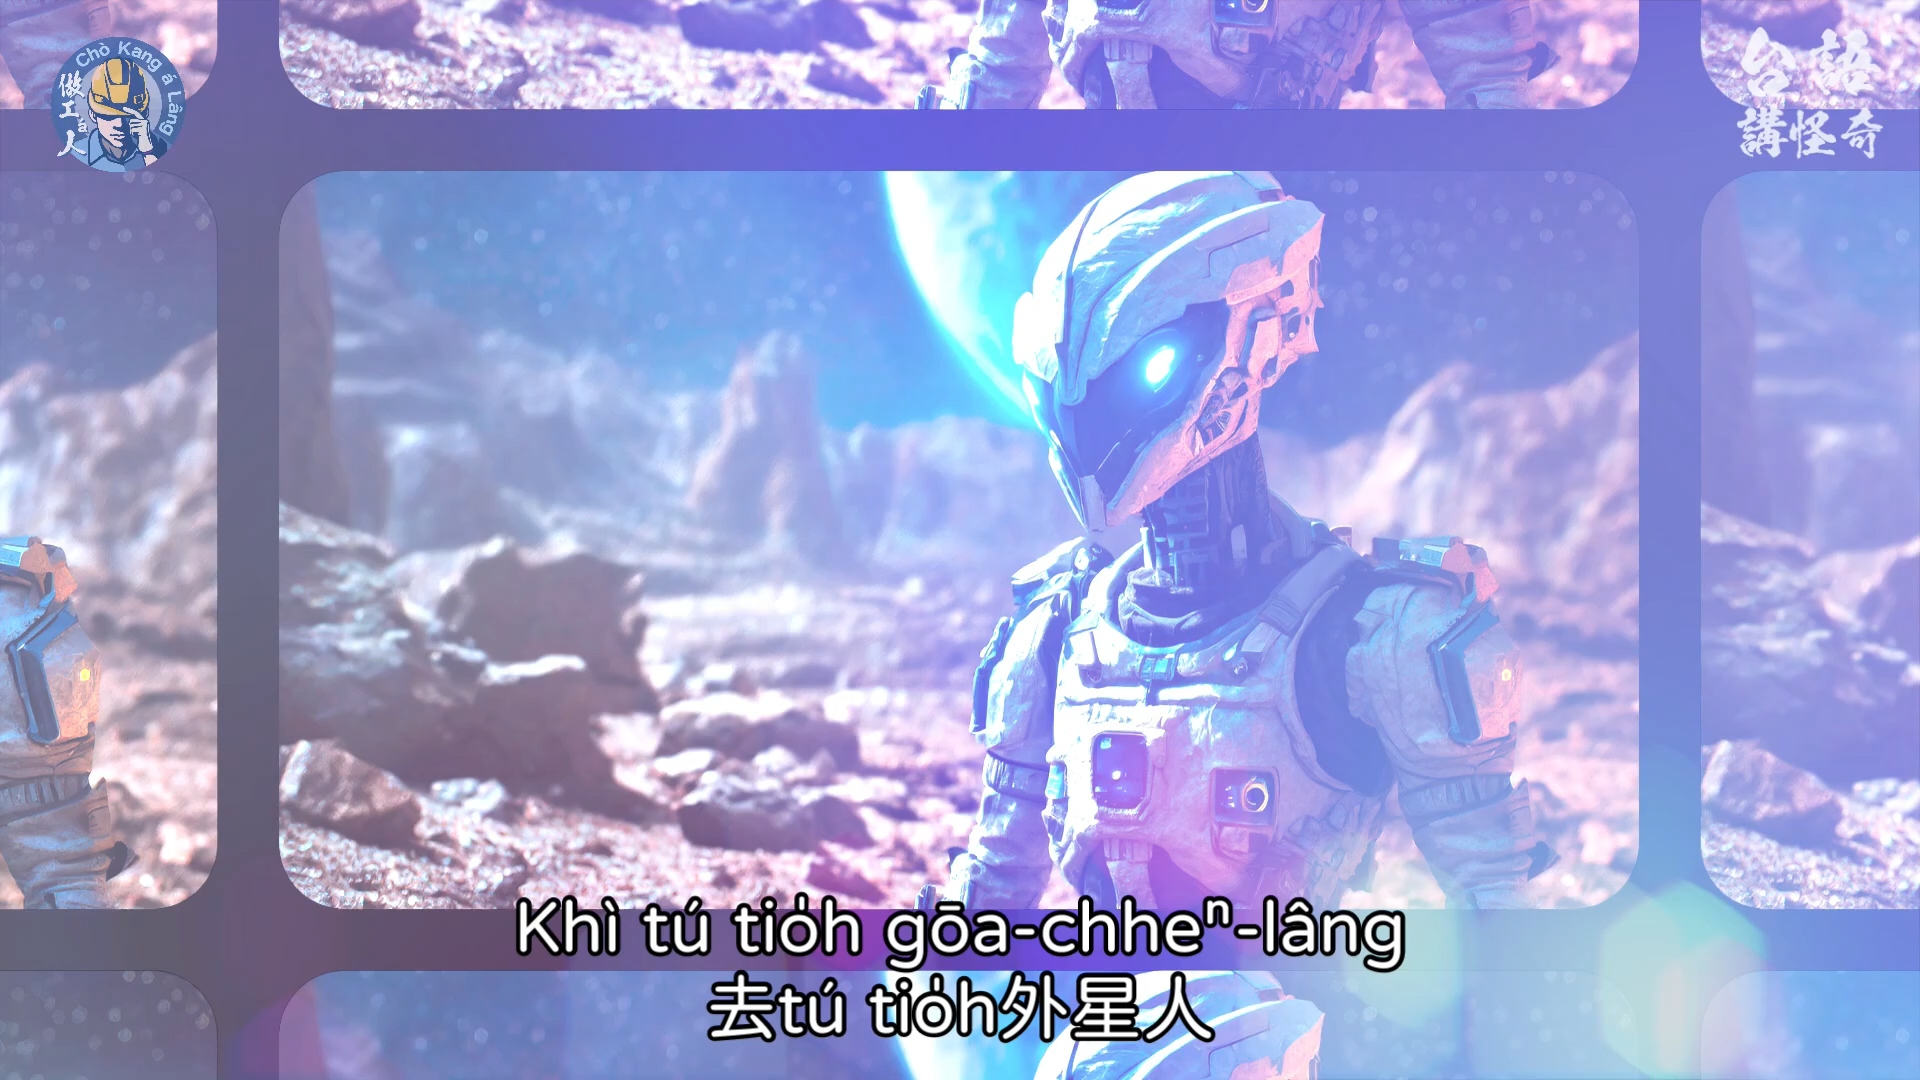 Chò Kang á Lâng
做工á人
台語
講怪奇
Khì tú tio̍h gōa-chheⁿ-lâng
去tú tio̍h外星人